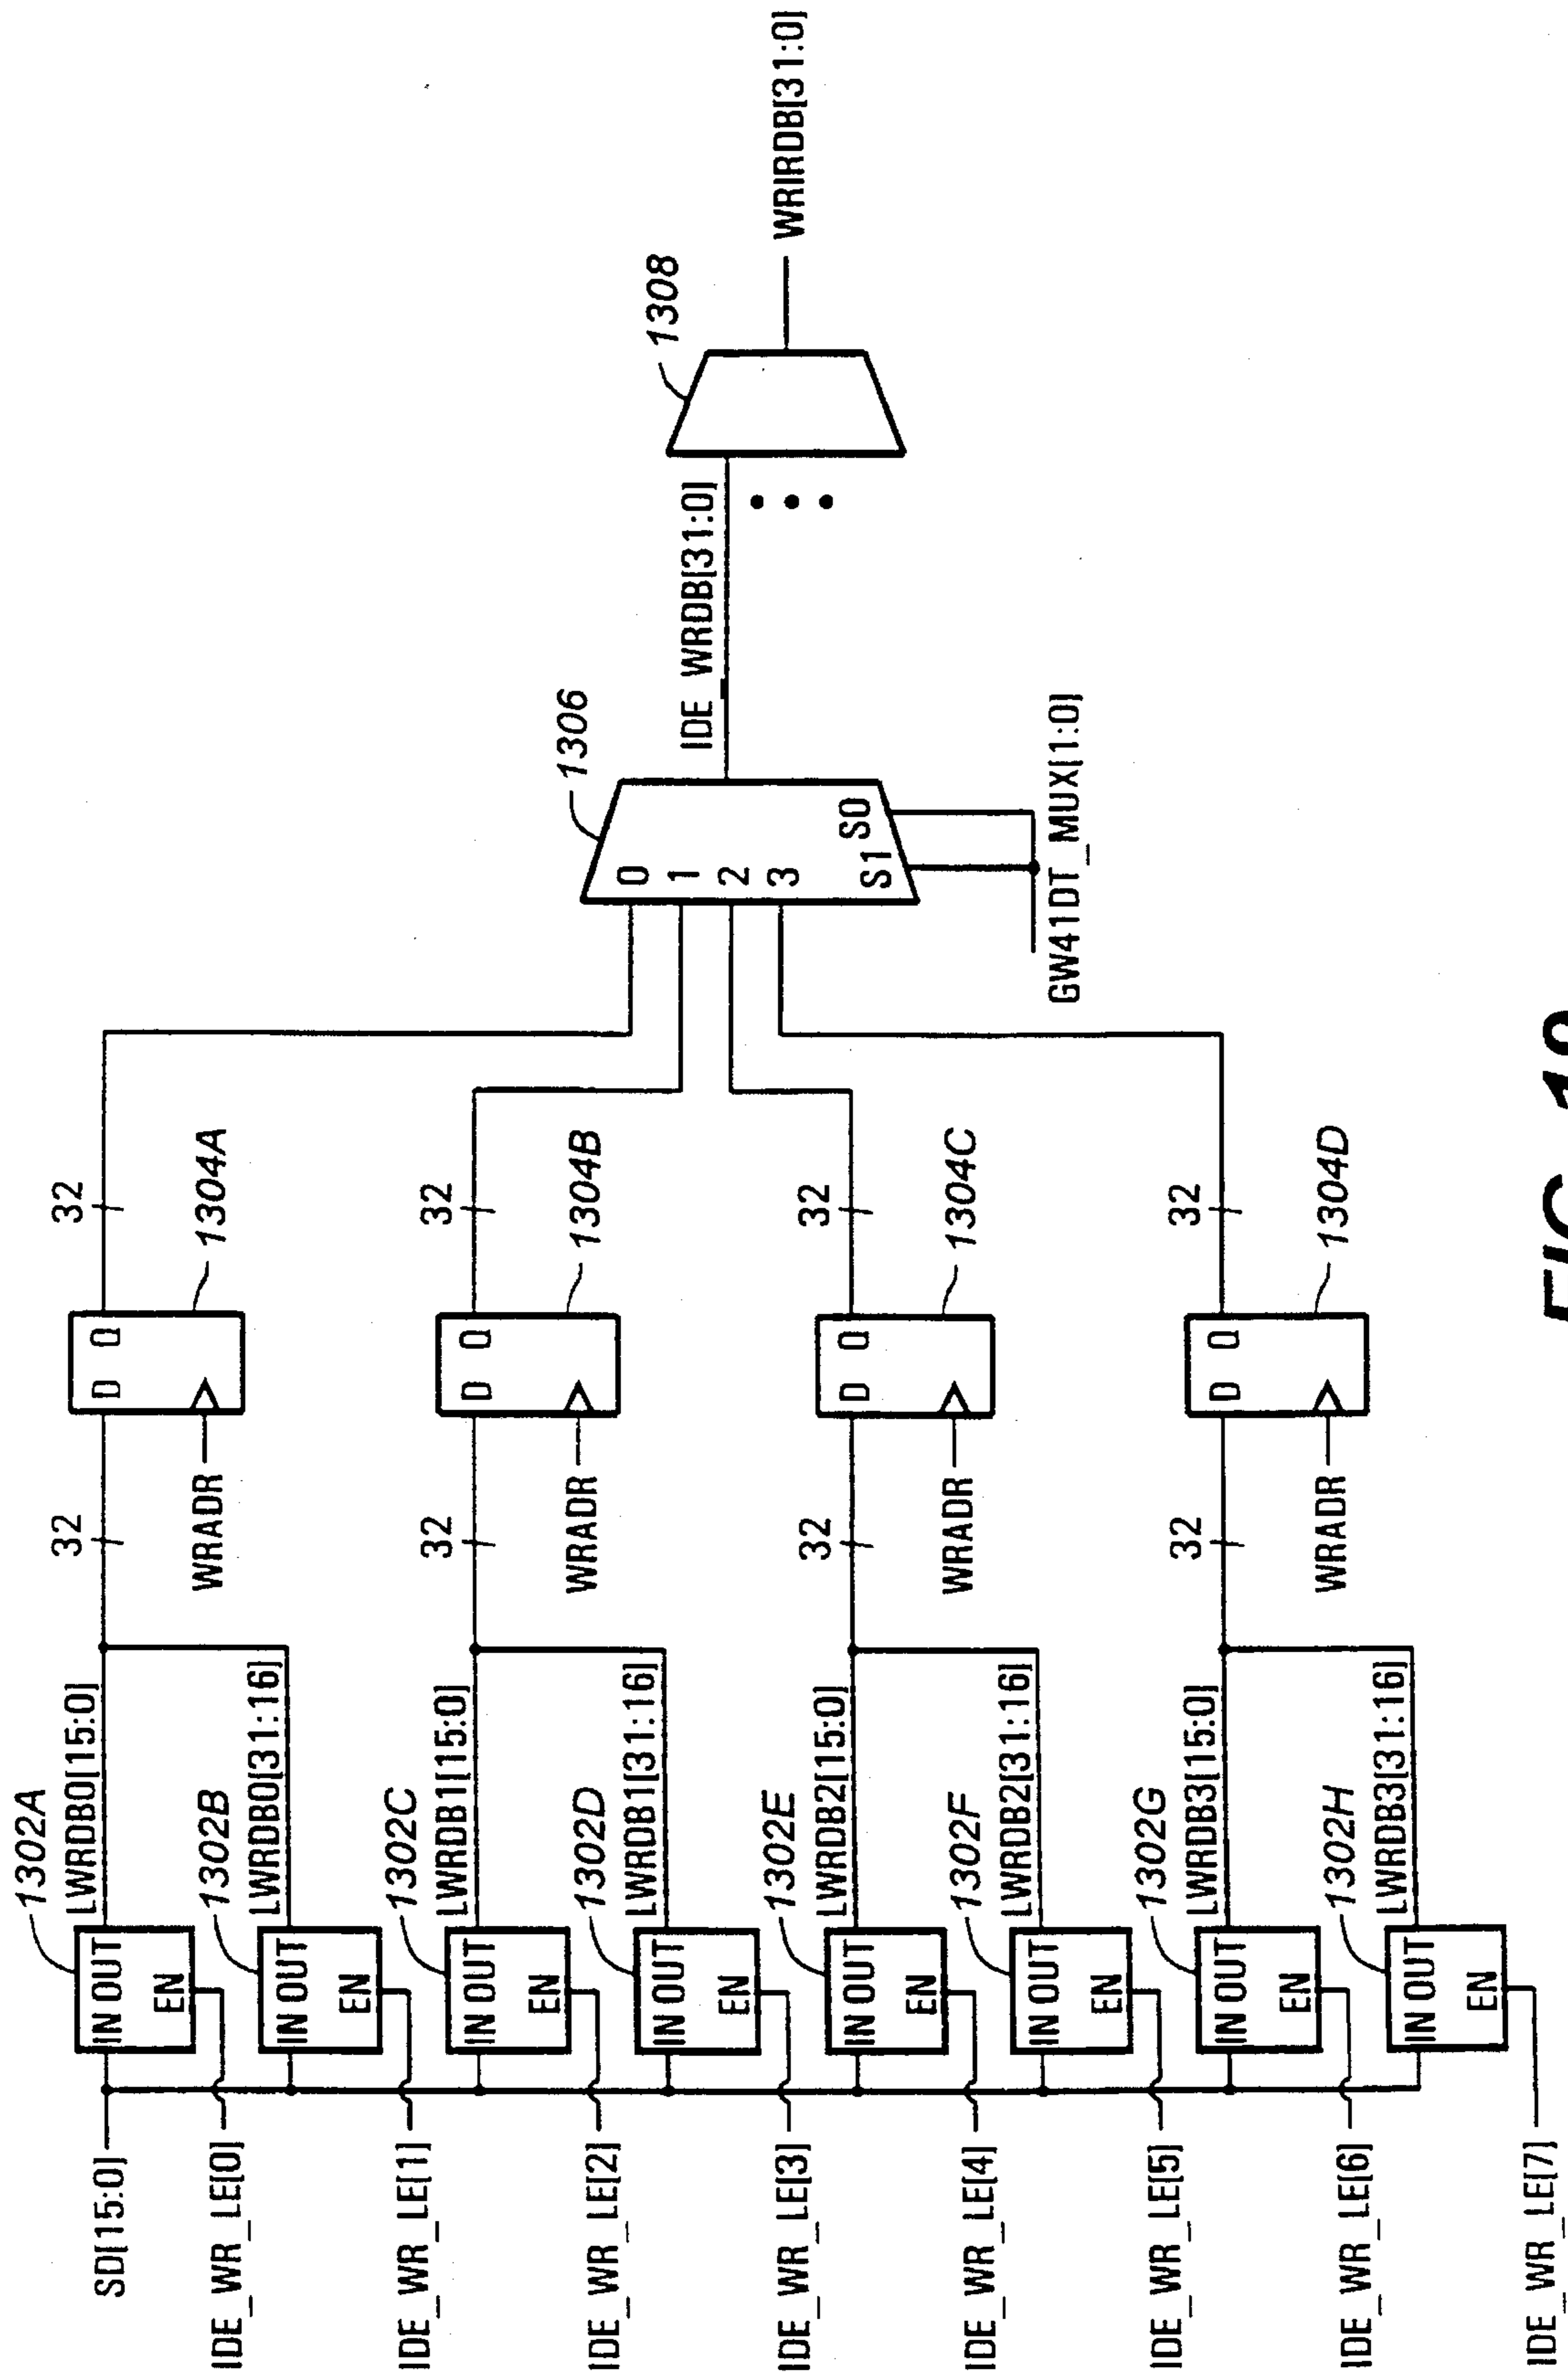 1302A
LWRDB0[15:0]
SD[15:0]
IN OUT
EN
32
D Q
WRADR
32
1304A
IDE_WR_LE[0]
1302B
LWRDB0[31:16]
IN OUT
EN
IDE_WR_LE[1]
1302C
LWRDB1[15:0]
IN OUT
EN
32
D Q
WRADR
32
1304B
IDE_WR_LE[2]
1302D
LWRDB1[31:16]
IN OUT
EN
IDE_WR_LE[3]
1302E
LWRDB2[15:0]
IN OUT
EN
32
D Q
WRADR
32
1304C
IDE_WR_LE[4]
1302F
LWRDB2[31:16]
IN OUT
EN
IDE_WR_LE[5]
1302G
LWRDB3[15:0]
IN OUT
EN
32
D Q
WRADR
32
1304D
IDE_WR_LE[6]
1302H
LWRDB3[31:16]
IN OUT
EN
IDE_WR_LE[7]
1306
0
1
2
3
S1 S0
GW41DT_MUX[1:0]
IDE_WRDB[31:0]
1308
WRIRDB[31:0]
FIG.